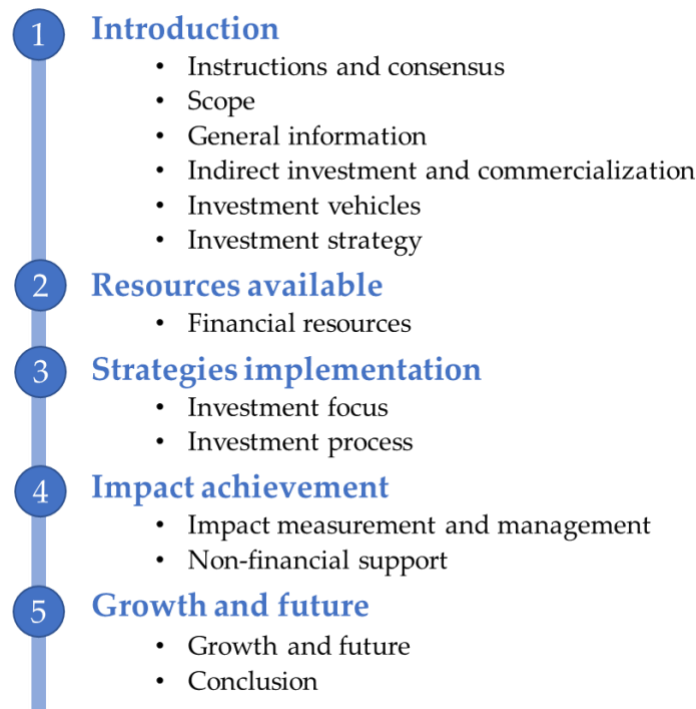 1 Introduction
• Instructions and consensus
• Scope
• General information
• Indirect investment and commercialization
• Investment vehicles
• Investment strategy
2 Resources available
• Financial resources
3 Strategies implementation
• Investment focus
• Investment process
4 Impact achievement
• Impact measurement and management
• Non-financial support
5 Growth and future
• Growth and future
• Conclusion